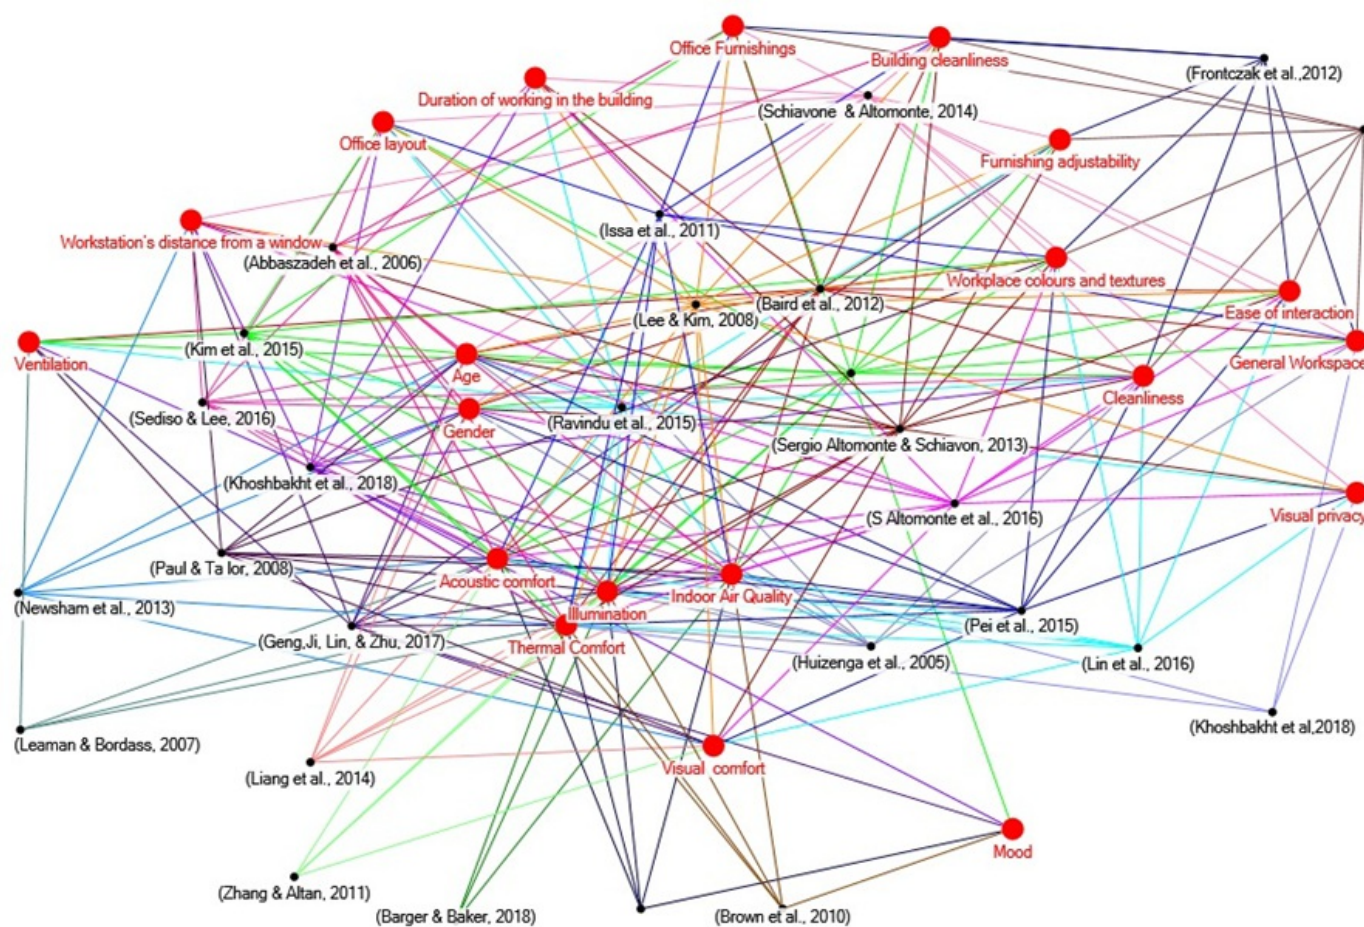 Office Furnishings
Building cleanliness
(Frontczak et al.,2012)
Duration of working in the building
(Schiavone & Altomonte, 2014)
Office layout
Furnishing adjustability
(Issa et al., 2011)
Workstation's distance from a window
(Abbaszadeh et al., 2006)
Workplace colours and textures
(Baird et al., 2012)
Ease of interaction
(Lee & Kim, 2008)
(Kim et al., 2015)
General Workspace
Ventilation
Age
Cleanliness
(Sediso & Lee, 2016)
(Ravindu et al., 2015)
Gender
(Sergio Altomonte & Schiavon, 2013)
(Khoshbakht et al., 2018)
(S Altomonte et al., 2016)
Visual privacy
(Paul & Ta lor, 2008)
Acoustic comfort
Indoor Air Quality
(Newsham et al., 2013)
Illumination
(Pei et al., 2015)
(Geng,Ji, Lin, & Zhu, 2017)
Thermal Comfort
(Huizenga et al., 2005)
(Lin et al., 2016)
(Khoshbakht et al,2018)
(Leaman & Bordass, 2007)
Visual comfort
(Liang et al., 2014)
Mood
(Zhang & Altan, 2011)
(Barger & Baker, 2018)
(Brown et al., 2010)